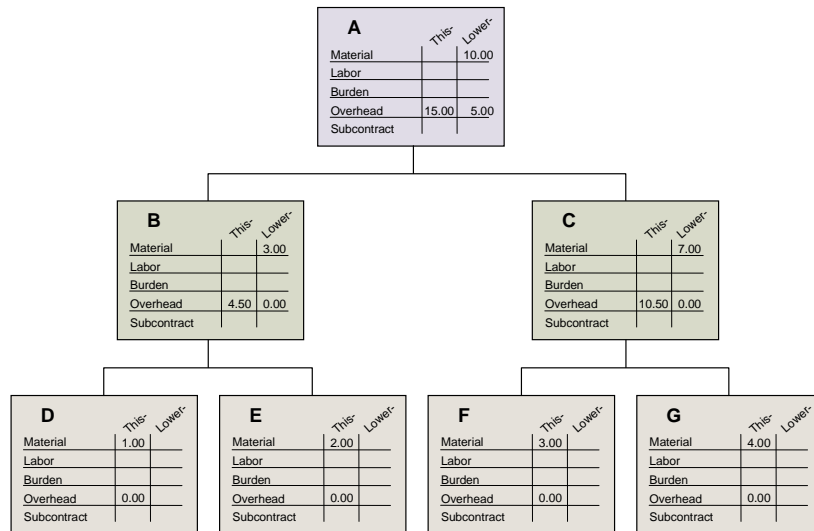 A This- Lower-
Material 10.00
Labor
Burden
Overhead 15.00 5.00
Subcontract
B This- Lower-
Material 3.00
Labor
Burden
Overhead 4.50 0.00
Subcontract
C This- Lower-
Material 7.00
Labor
Burden
Overhead 10.50 0.00
Subcontract
D This- Lower-
Material 1.00
Labor
Burden
Overhead 0.00
Subcontract
E This- Lower-
Material 2.00
Labor
Burden
Overhead 0.00
Subcontract
F This- Lower-
Material 3.00
Labor
Burden
Overhead 0.00
Subcontract
G This- Lower-
Material 4.00
Labor
Burden
Overhead 0.00
Subcontract